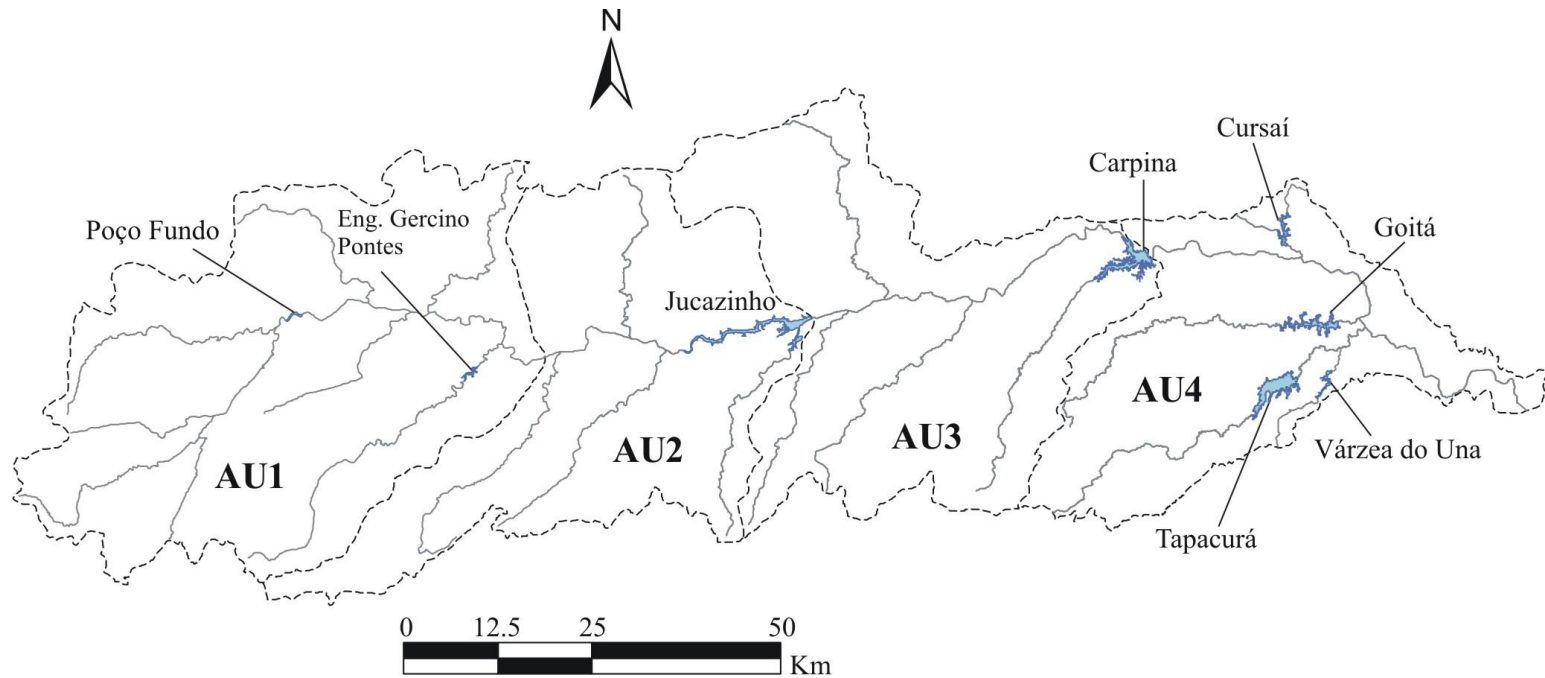 N
Cursaí
Carpina
Goitá
Eng. Gercino
Pontes
Poço Fundo
Jucazinho
AU4
AU3
AU2
AU1
Várzea do Una
Tapacurá
0 12.5 25 50
Km